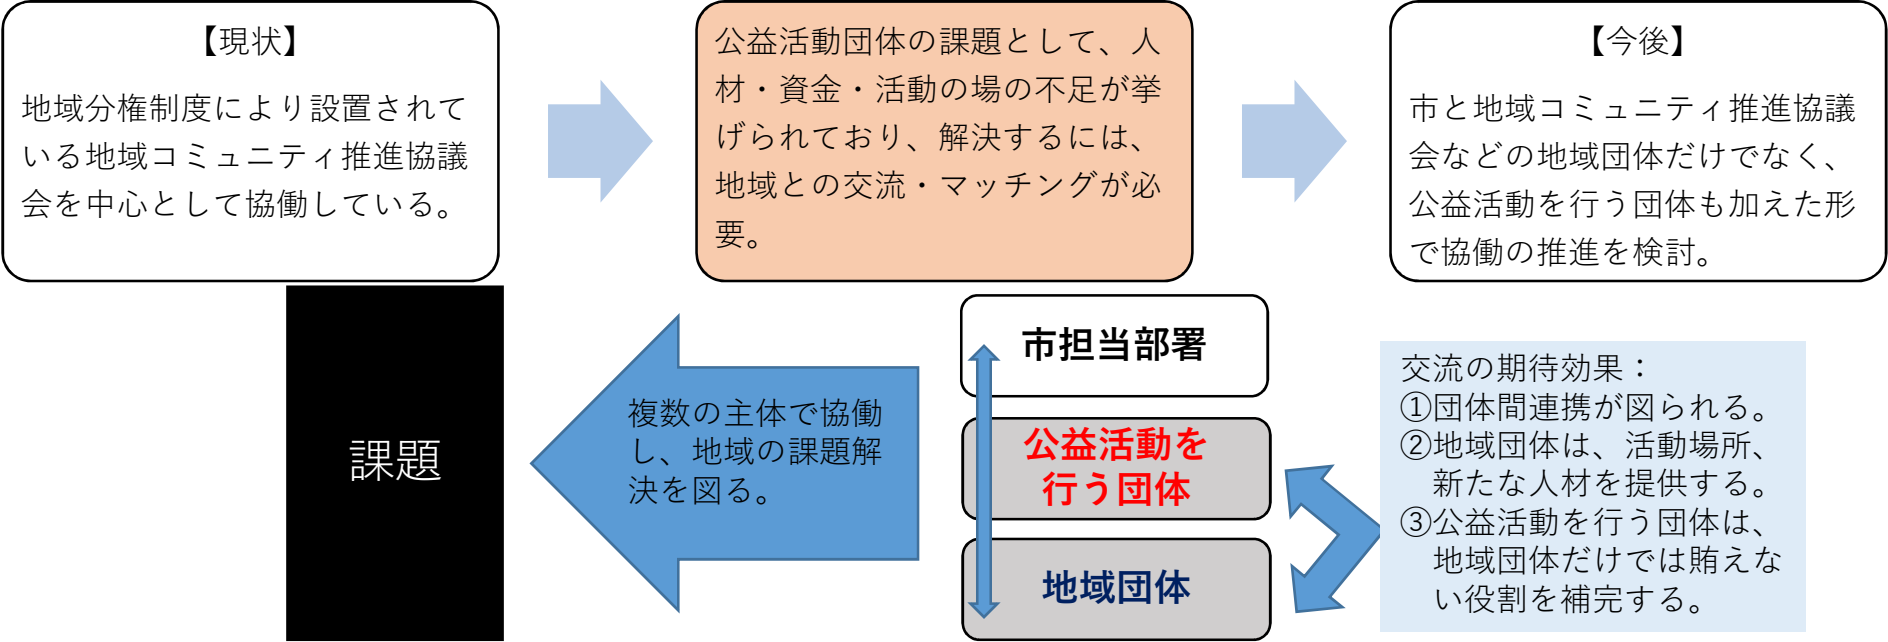 【現状】
地域分権制度により設置されて
いる地域コミュニティ推進協議
会を中心として協働している。
公益活動団体の課題として、人
材・資金・活動の場の不足が挙
げられており、解決するには、
地域との交流・マッチングが必
要。
【今後】
市と地域コミュニティ推進協議
会などの地域団体だけでなく、
公益活動を行う団体も加えた形
で協働の推進を検討。
課題
複数の主体で協働
し、地域の課題解
決を図る。
市担当部署
公益活動を
行う団体
地域団体
交流の期待効果：
①団体間連携が図られる。
②地域団体は、活動場所、
新たな人材を提供する。
③公益活動を行う団体は、
地域団体だけでは賄えな
い役割を補完する。